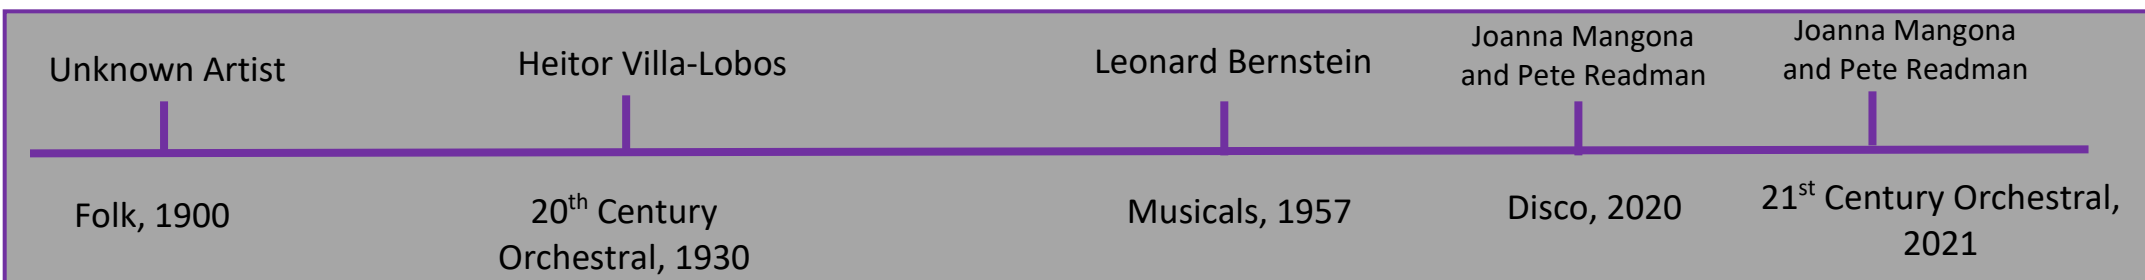 Unknown Artist
Heitor Villa-Lobos
Leonard Bernstein
Joanna Mangona
and Pete Readman
Joanna Mangona
and Pete Readman
Folk, 1900
20th Century
Orchestral, 1930
Musicals, 1957
Disco, 2020
21st Century Orchestral,
2021